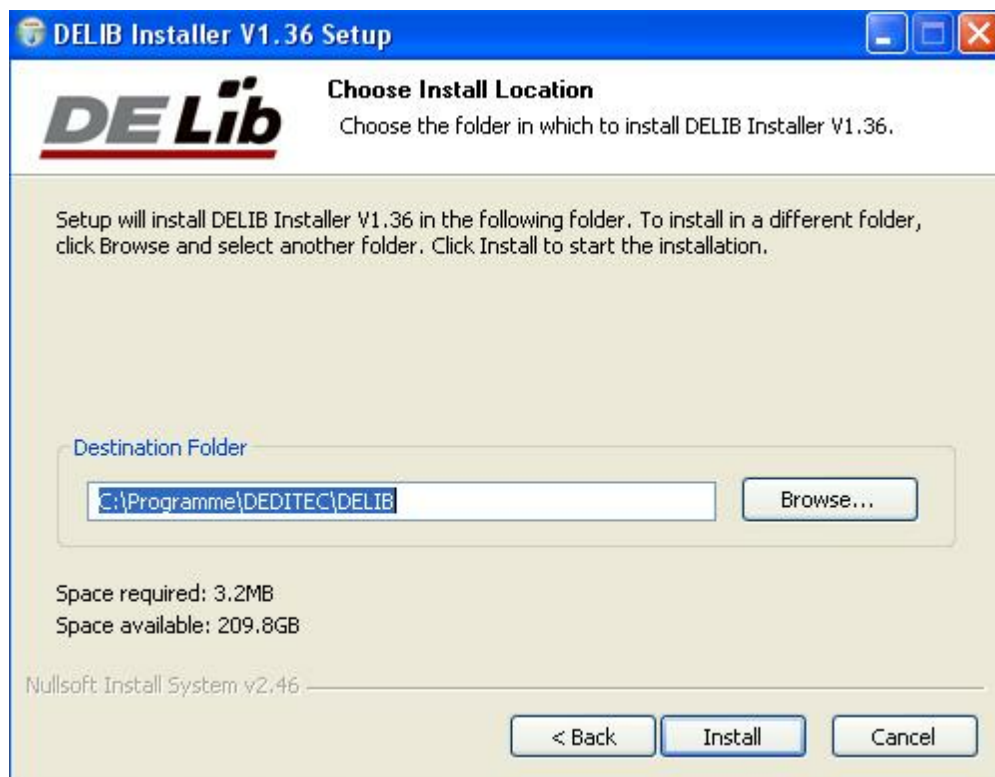 DELIB Installer V1.36 Setup
DELib
Choose Install Location
Choose the folder in which to install DELIB Installer V1.36.
Setup will install DELIB Installer V1.36 in the following folder. To install in a different folder,
click Browse and select another folder. Click Install to start the installation.
Destination Folder
C:\Programme\DEDITEC\DELIB
Browse...
Space required: 3.2MB
Space available: 209.8GB
Nullsoft Install System v2.46
< Back
Install
Cancel